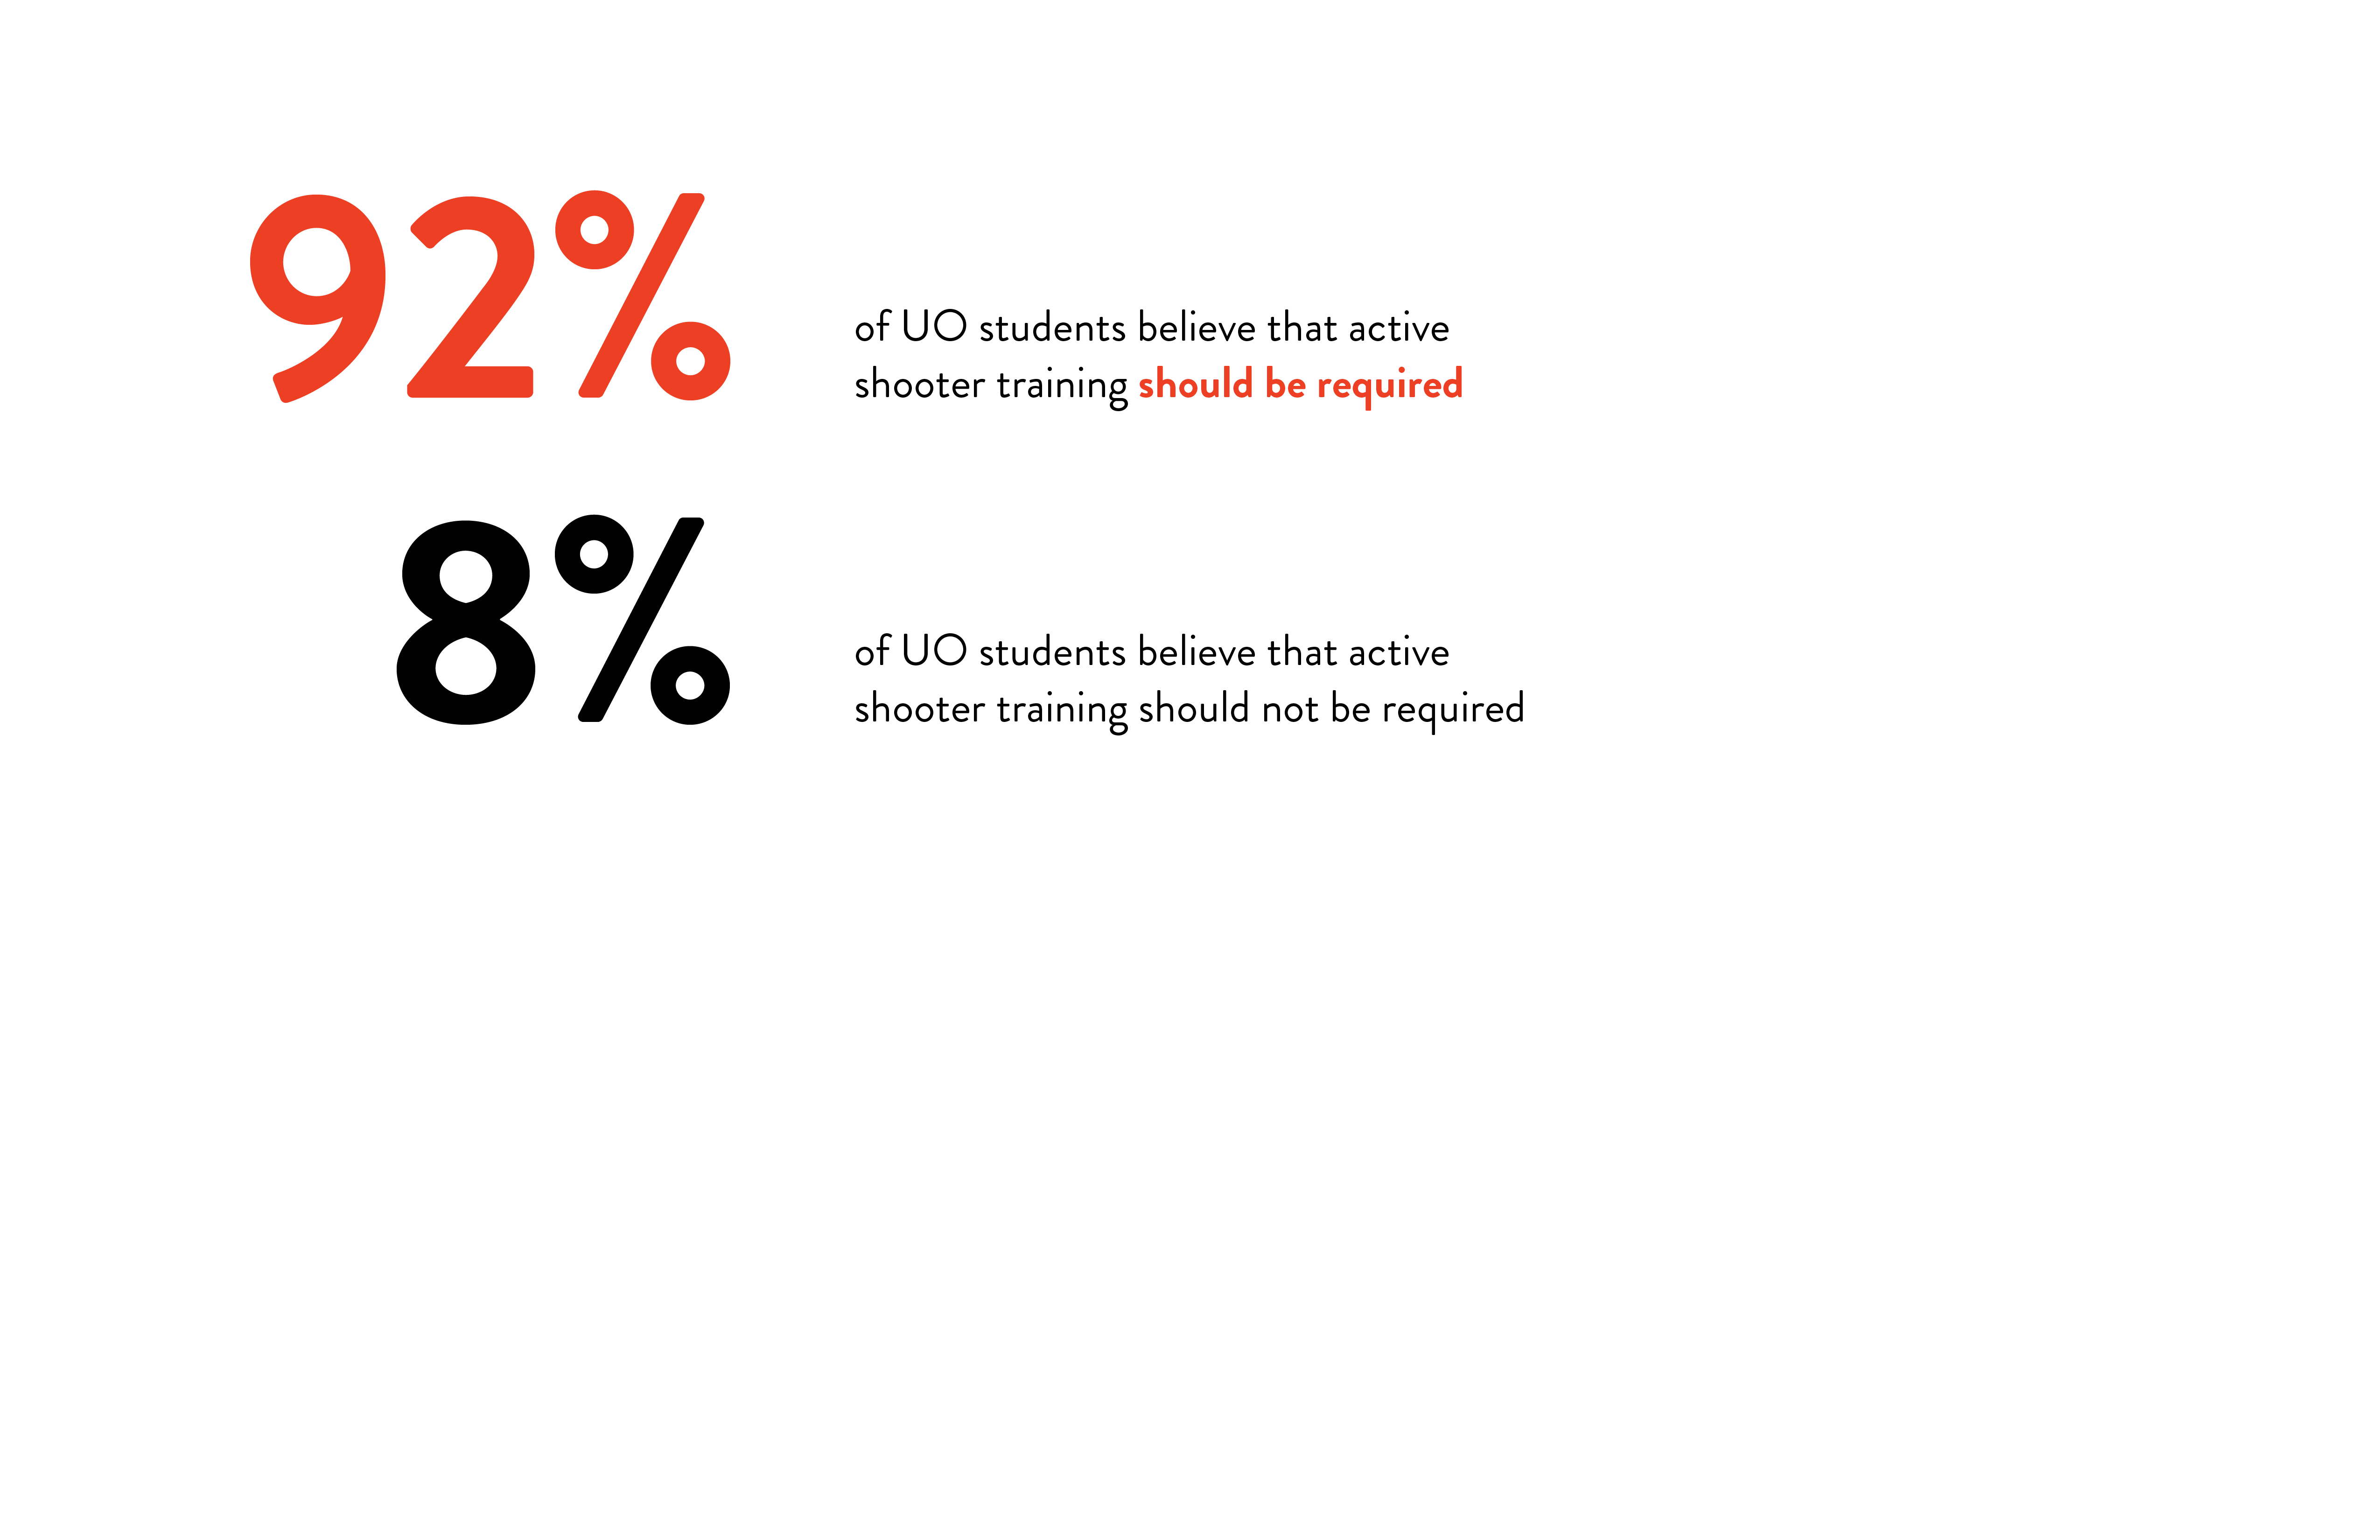 92%
of UO students believe that active
shooter training should be required
8%
of UO students believe that active
shooter training should not be required